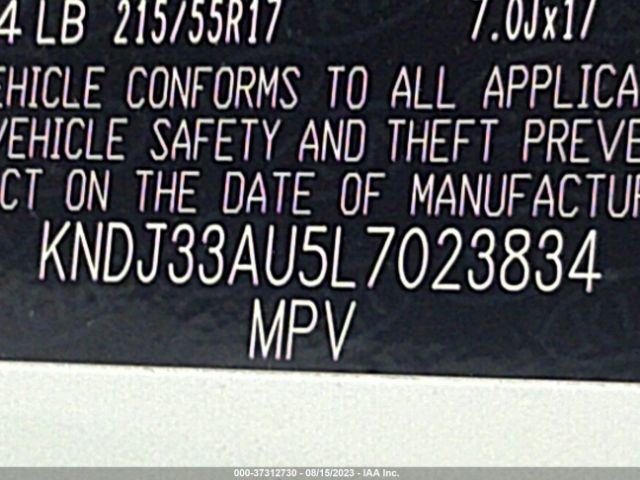 4 LB 215/55R17 7.0Jx17
EHICLE CONFORMS TO ALL APPLICA
VEHICLE SAFETY AND THEFT PREVE
CT ON THE DATE OF MANUFACTUR
KNDJ33AU5L7023834
MPV
000-37312730 - 08/15/2023 - IAA Inc.